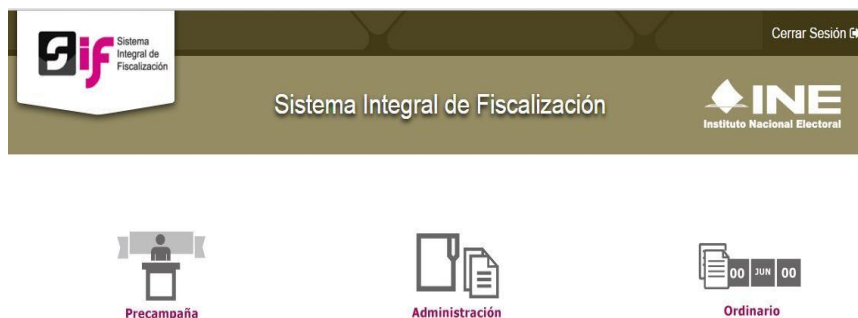 Cerrar Sesión
sif
Sistema
Integral de
Fiscalización
Sistema Integral de Fiscalización
INE
Instituto Nacional Electoral
00 JUN 00
Precampaña
Administración
Ordinario